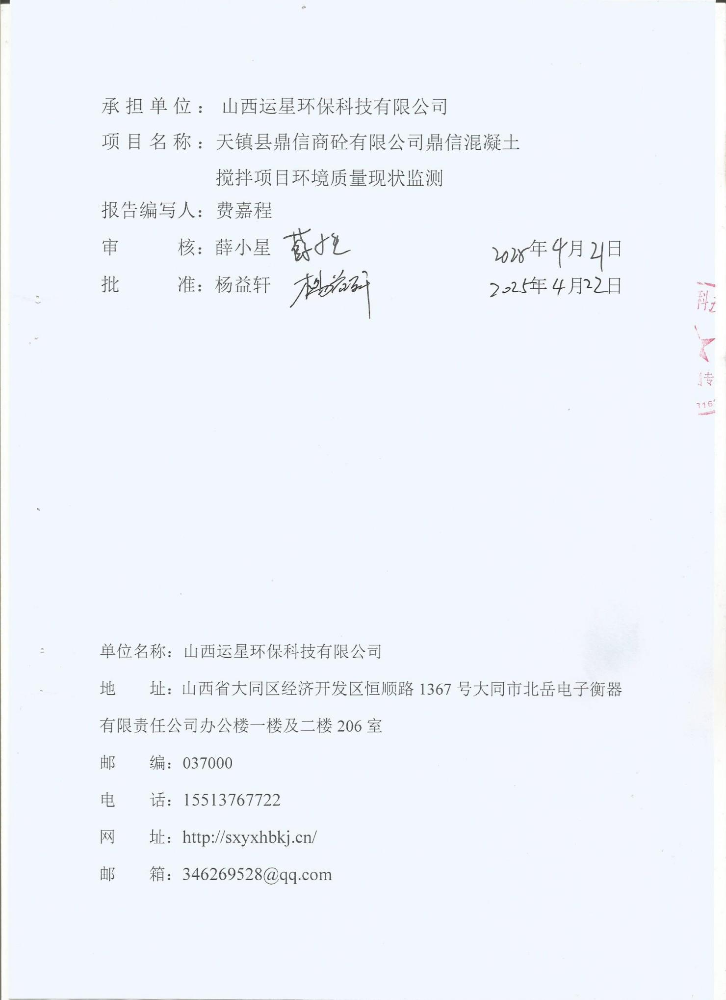 承担单位： 山西运星环保科技有限公司
项目名称：天镇县鼎信商砼有限公司鼎信混凝土
搅拌项目环境质量现状监测
报告编写人：费嘉程
审 核：薛小星 薛小星 2025年4月21日
批 准：杨益轩 杨益轩 2025年4月22日
科
专
316
单位名称：山西运星环保科技有限公司
地 址：山西省大同区经济开发区恒顺路 1367 号大同市北岳电子衡器
有限责任公司办公楼一楼及二楼 206 室
邮 编：037000
电 话：15513767722
网 址：http://sxyxhbkj.cn/
邮 箱：346269528@qq.com